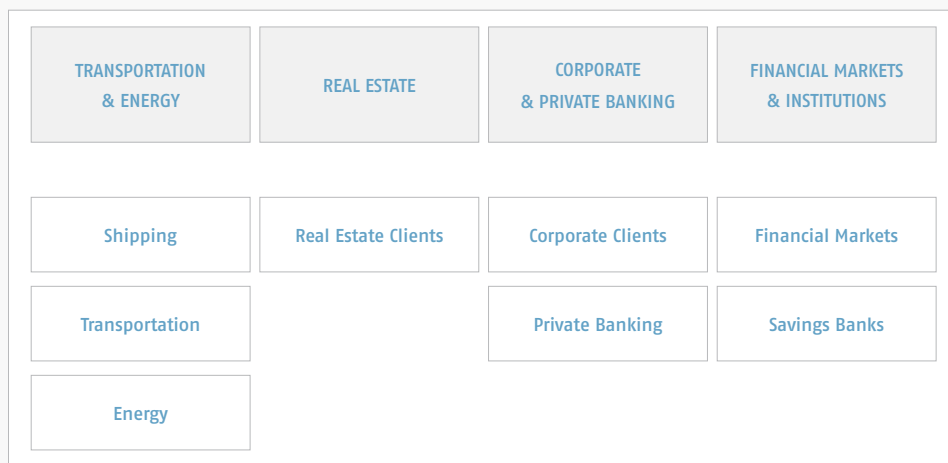 TRANSPORTATION
& ENERGY
REAL ESTATE
CORPORATE
& PRIVATE BANKING
FINANCIAL MARKETS
& INSTITUTIONS
Shipping
Real Estate Clients
Corporate Clients
Financial Markets
Transportation
Private Banking
Savings Banks
Energy